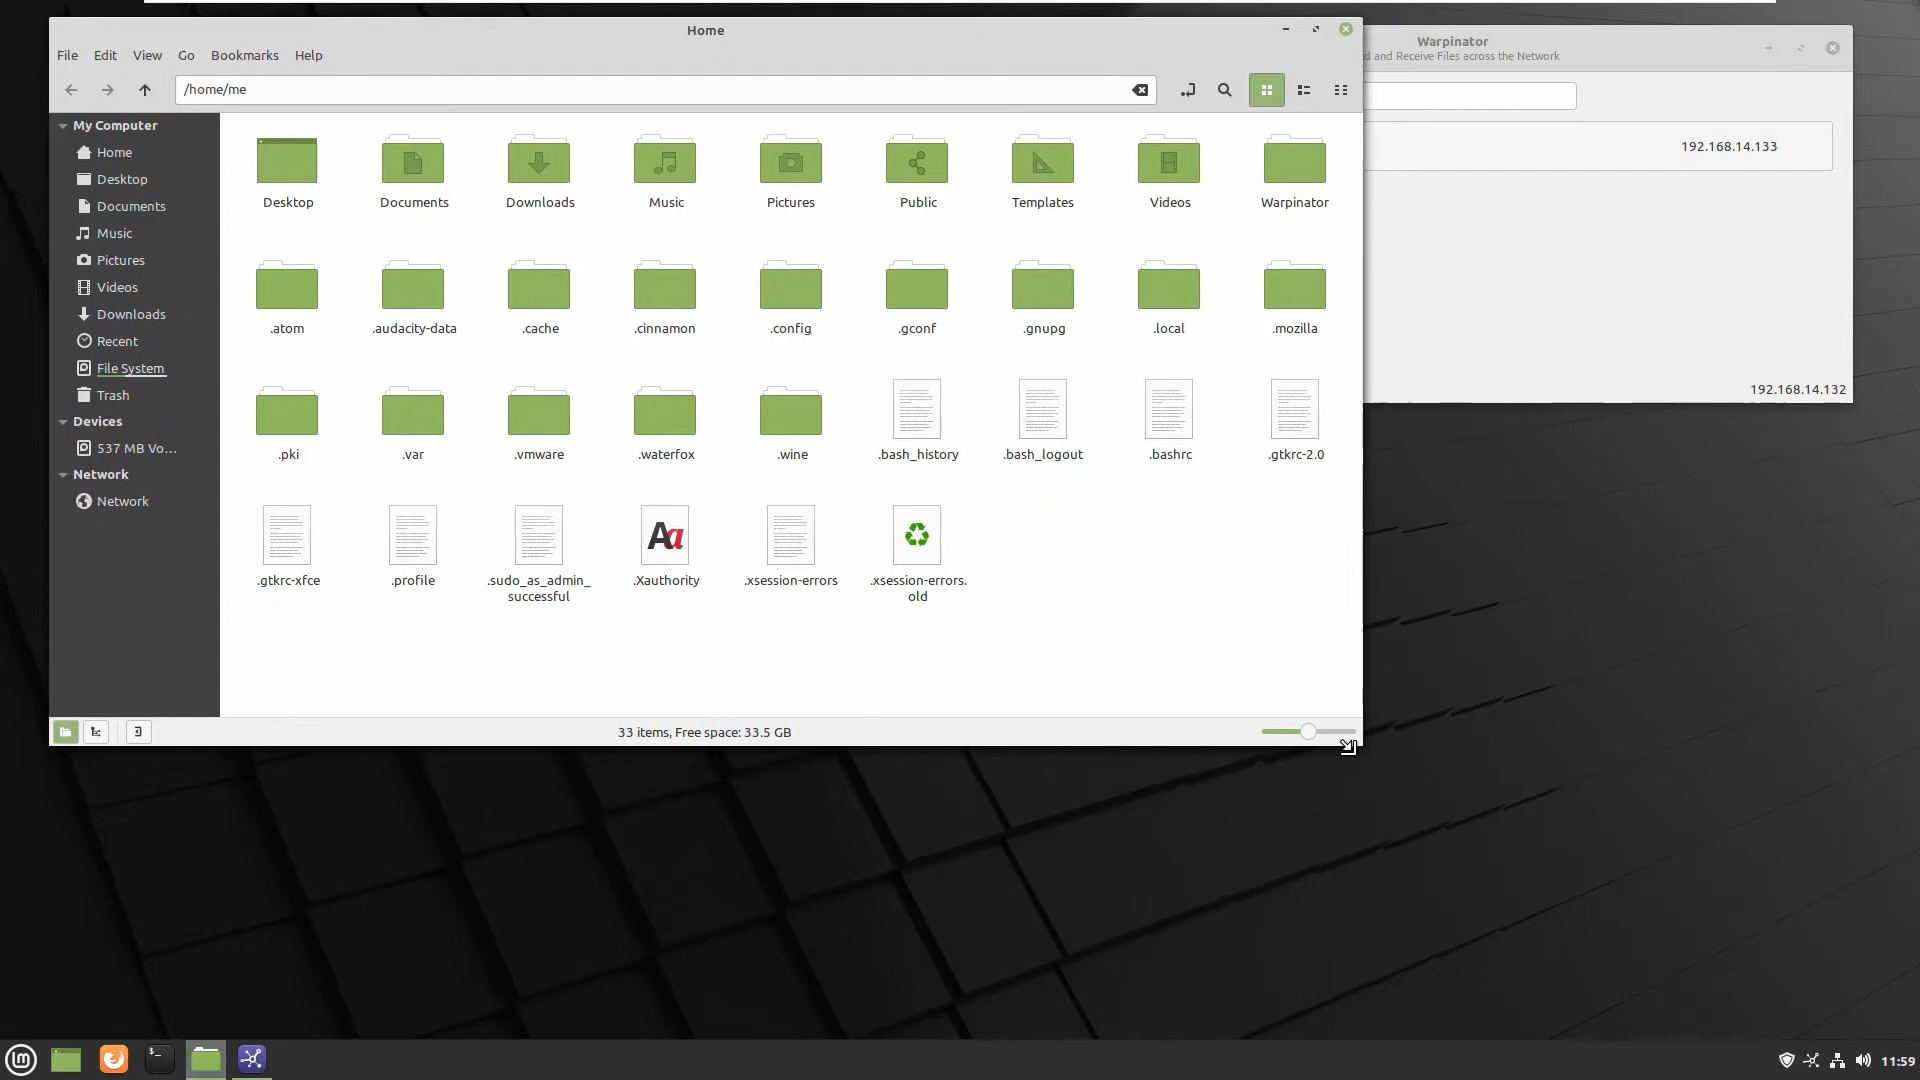 Home
File Edit View Go Bookmarks Help
/home/me
My Computer
Home
Desktop
Documents
Music
Pictures
Videos
Downloads
Recent
File System
Trash
Devices
537 MB Vo...
Network
Network
Desktop Documents Downloads Music Pictures Public Templates Videos Warpinator
.atom .audacity-data .cache .cinnamon .config .gconf .gnupg .local .mozilla
.pki .var .vmware .waterfox .wine .bash_history .bash_logout .bashrc .gtkrc-2.0
.gtkrc-xfce .profile .sudo_as_admin_ .Xauthority .xsession-errors .xsession-errors.
successful old
33 items, Free space: 33.5 GB
Warpinator
d and Receive Files across the Network
192.168.14.133
192.168.14.132
11:59